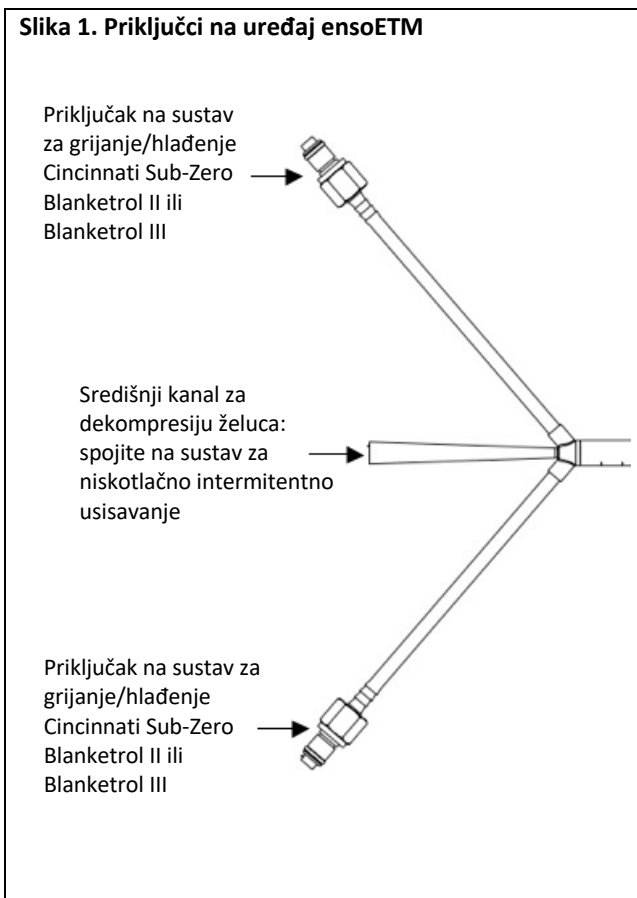 Slika 1. Priključci na uređaj ensoETM
Priključak na sustav
za grijanje/hlađenje
Cincinnati Sub-Zero
Blanketrol II ili
Blanketrol III
Središnji kanal za
dekompresiju želuca:
spojite na sustav za
niskotlačno intermitentno
usisavanje
Priključak na sustav za
grijanje/hlađenje
Cincinnati Sub-Zero
Blanketrol II ili
Blanketrol III